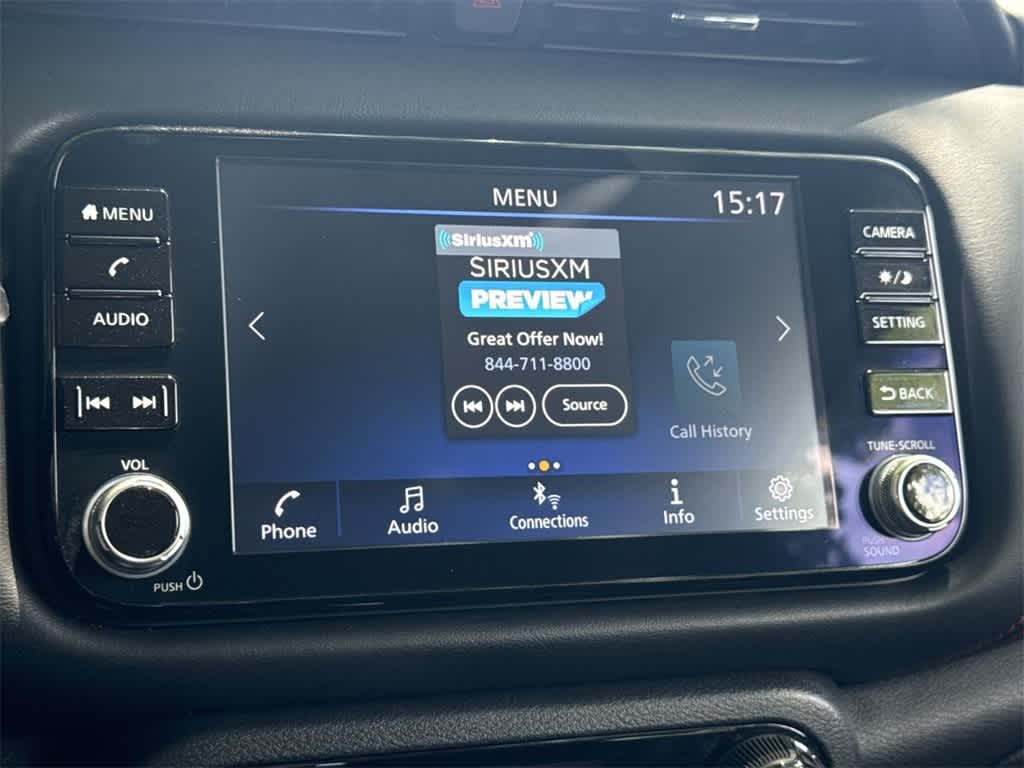 MENU
15:17
MENU
AUDIO
VOL
PUSH
SiriusXM
SIRIUSXM
PREVIEW
Great Offer Now!
844-711-8800
Source
Call History
Phone
Audio
Connections
Info
Settings
CAMERA
SETTING
BACK
TUNE·SCROLL
PUSH
SOUND